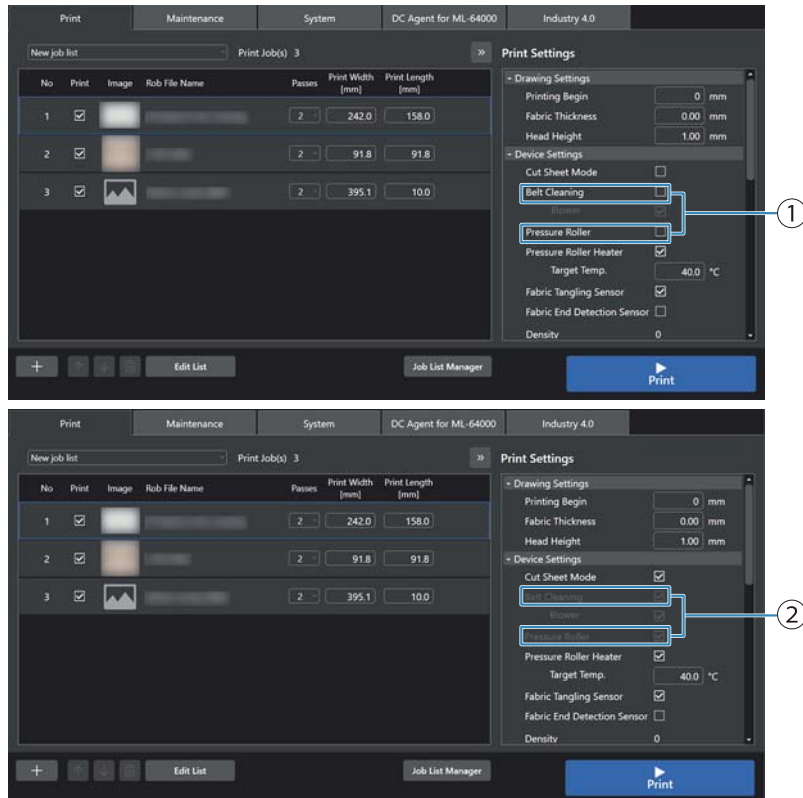 Print Maintenance System DC Agent for ML-64000 Industry 4.0
New job list Print Job(s) 3 » Print Settings
No Print Image Rob File Name Passes Print Width [mm] Print Length [mm]
1 2 242.0 158.0
2 2 91.8 91.8
3 2 395.1 10.0
Drawing Settings
Printing Begin 0 mm
Fabric Thickness 0.00 mm
Head Height 1.00 mm
Device Settings
Cut Sheet Mode
Belt Cleaning
Blower
Pressure Roller
①
Pressure Roller Heater
Target Temp. 40.0 °C
Fabric Tangling Sensor
Fabric End Detection Sensor
Density 0
+ Edit List Job List Manager Print
Print Maintenance System DC Agent for ML-64000 Industry 4.0
New job list Print Job(s) 3 » Print Settings
No Print Image Rob File Name Passes Print Width [mm] Print Length [mm]
1 2 242.0 158.0
2 2 91.8 91.8
3 2 395.1 10.0
Drawing Settings
Printing Begin 0 mm
Fabric Thickness 0.00 mm
Head Height 1.00 mm
Device Settings
Cut Sheet Mode
Belt Cleaning
Blower
Pressure Roller
②
Pressure Roller Heater
Target Temp. 40.0 °C
Fabric Tangling Sensor
Fabric End Detection Sensor
Density 0
+ Edit List Job List Manager Print